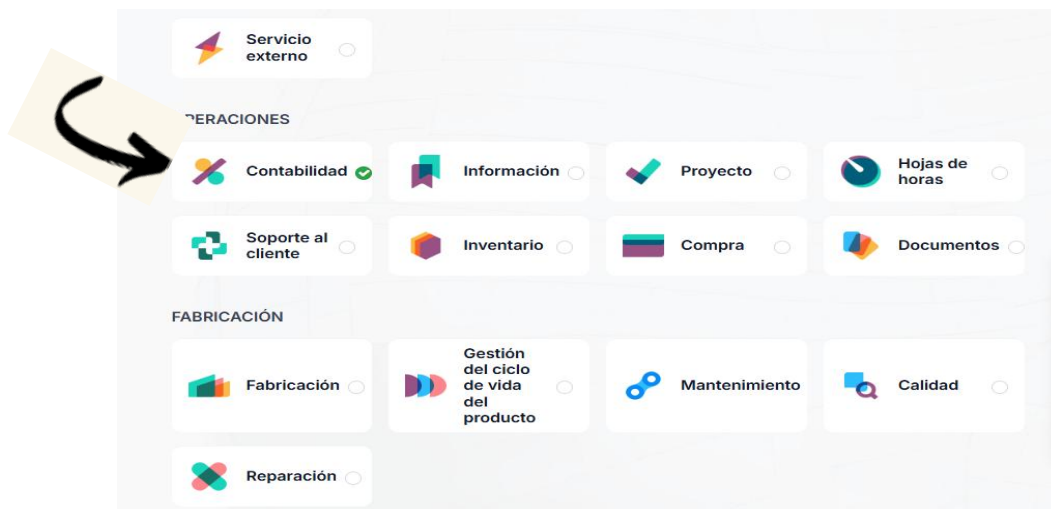 Servicio
externo
PERACIONES
Contabilidad
Información
Proyecto
Hojas de
horas
Soporte al
cliente
Inventario
Compra
Documentos
FABRICACIÓN
Fabricación
Gestión
del ciclo
de vida
del
producto
Mantenimiento
Calidad
Reparación